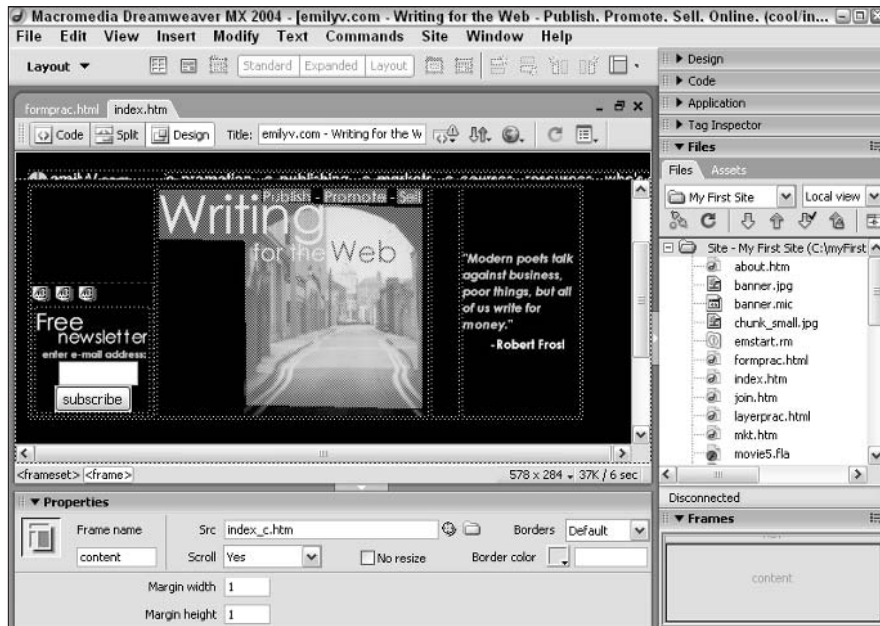 Macromedia Dreamweaver MX 2004 - [emilyv.com - Writing for the Web - Publish. Promote. Sell. Online. (cool/in...
File Edit View Insert Modify Text Commands Site Window Help
Layout Standard Expanded Layout
Design
Code
Application
Tag Inspector
Files
formprac.html index.htm
Code Split Design Title: emilyv.com - Writing for the W
Files Assets
My First Site Local view
Site - My First Site (C:\myFirst
about.htm
banner.jpg
banner.mic
chunk_small.jpg
emstart.rm
formprac.html
index.htm
join.htm
layerprac.html
mkt.htm
movie5.fla
Publish - Promote - Sell
Writing
for the Web
"Modern poets talk
against business,
poor things, but all
of us write for
money."
-Robert Frost
Free
newsletter
enter e-mail address:
subscribe
<frameset> <frame> 578 x 284 37K / 6 sec
Disconnected
Properties
Frame name Src index_c.htm Borders Default
content Scroll Yes No resize Border color
Margin width 1
Margin height 1
Frames
content